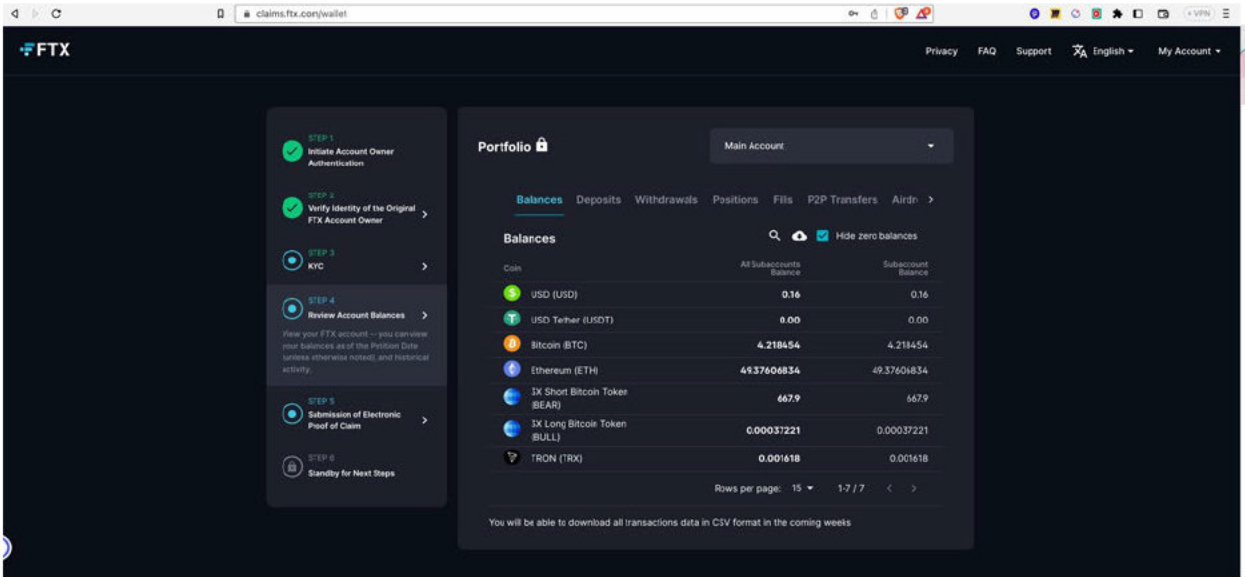 claims.ftx.com/wallet
+ VPN
FTX
Privacy FAQ Support English My Account
STEP 1
Initiate Account Owner
Authentication
STEP 2
Verify Identity of the Original
FTX Account Owner
STEP 3
KYC
STEP 4
Review Account Balances
View your FTX account -- you can view
your balances as of the Petition Date
(unless otherwise noted), and historical
activity.
STEP 5
Submission of Electronic
Proof of Claim
STEP 6
Standby for Next Steps
Portfolio
Main Account
Balances Deposits Withdrawals Positions Fills P2P Transfers Airdr
Balances
Hide zero balances
Coin
All Subaccounts
Balance
Subaccount
Balance
USD (USD) 0.16 0.16
USD Tether (USDT) 0.00 0.00
Bitcoin (BTC) 4.218454 4.218454
Ethereum (ETH) 49.37606834 49.37606834
3X Short Bitcoin Token
(BEAR) 667.9 667.9
3X Long Bitcoin Token
(BULL) 0.00037221 0.00037221
TRON (TRX) 0.001618 0.001618
Rows per page: 15 1-7 / 7
You will be able to download all transactions data in CSV format in the coming weeks